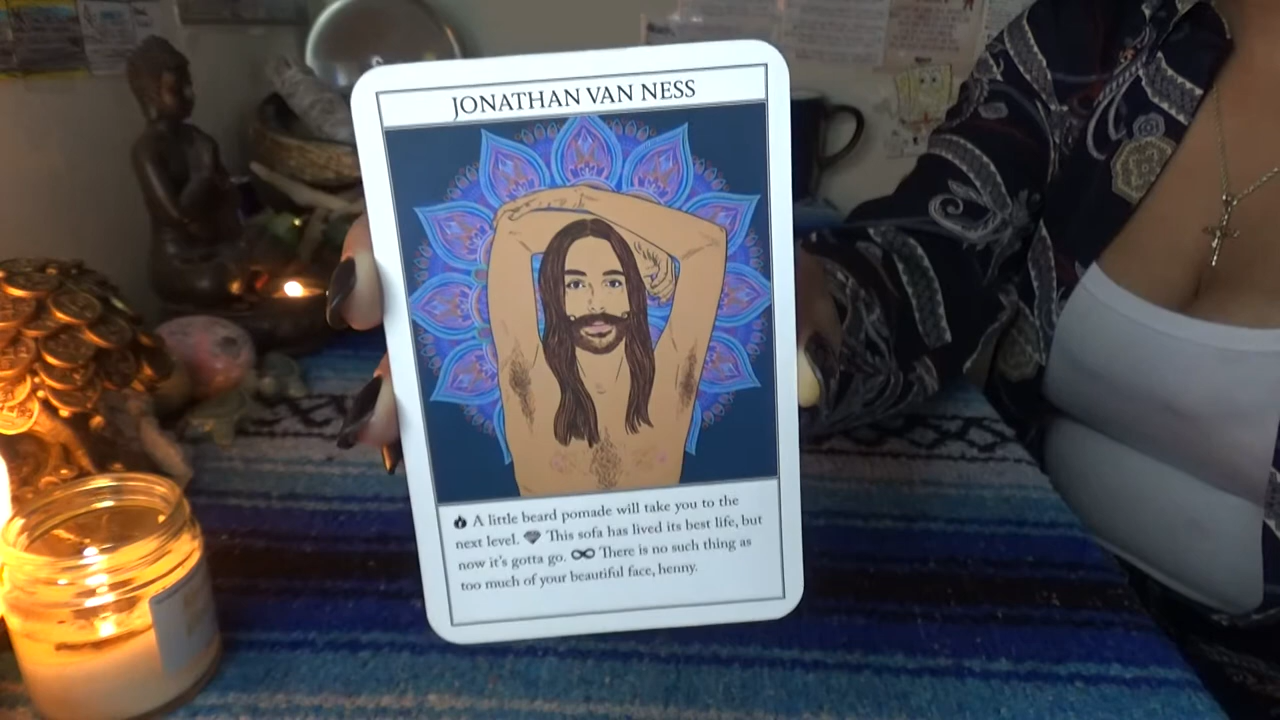 JONATHAN VAN NESS
A little beard pomade will take you to the
next level. This sofa has lived its best life, but
now it's gotta go. There is no such thing as
too much of your beautiful face, henny.